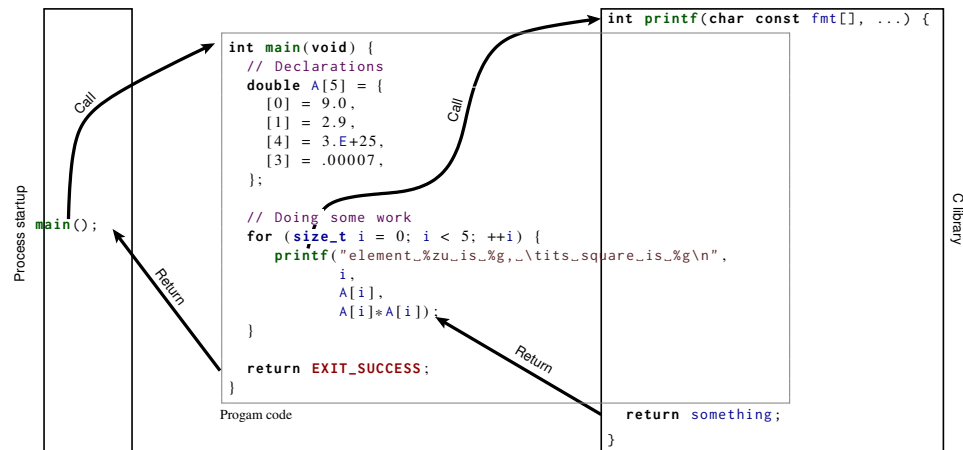 Process startup
main();
Call
Return
int main(void) {
// Declarations
double A[5] = {
[0] = 9.0,
[1] = 2.9,
[4] = 3.E+25,
[3] = .00007,
};
// Doing some work
for (size_t i = 0; i < 5; ++i) {
printf("element␣%zu␣is␣%g,␣\tits␣square␣is␣%g\n",
i,
A[i],
A[i]*A[i]);
}
return EXIT_SUCCESS;
}
Progam code
Call
Return
int printf(char const fmt[], ...) {
return something;
}
C library